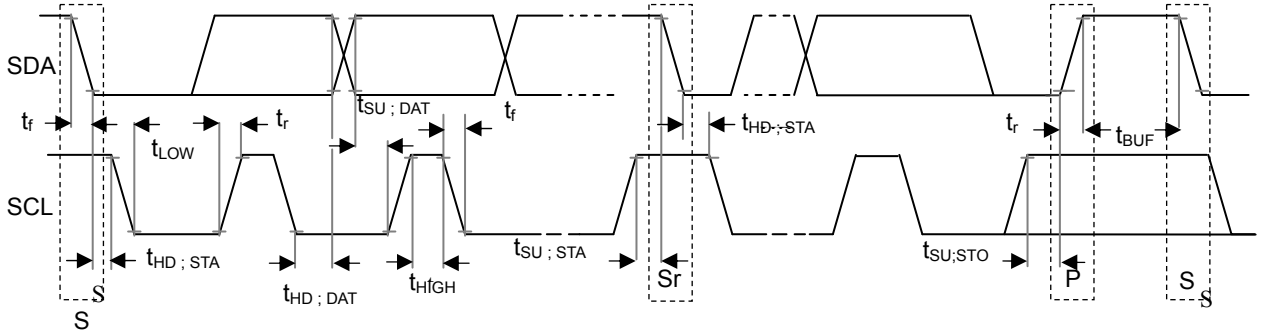 SDA
tSU ; DAT
tf
tr
tf
tHD ; STA
tr
tLOW
tBUF
SCL
tHD ; STA
tHD ; DAT
tHIGH
tSU ; STA
Sr
tSU;STO
P
S
S
S
S